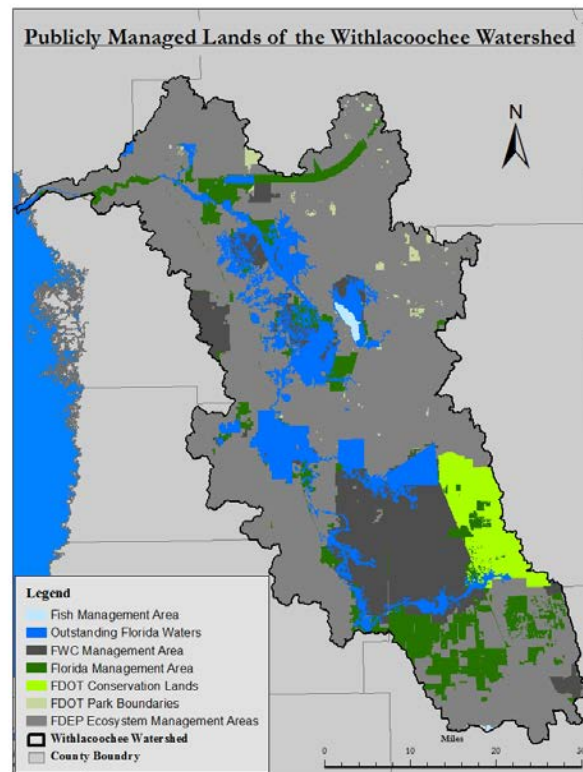 Publicly Managed Lands of the Withlacoochee Watershed
N
Legend
Fish Management Area
Outstanding Florida Waters
FWC Management Area
Florida Management Area
FDOT Conservation Lands
FDOT Park Boundaries
FDEP Ecosystem Management Areas
Withlacoochee Watershed
County Boundry
Miles
0 10 20